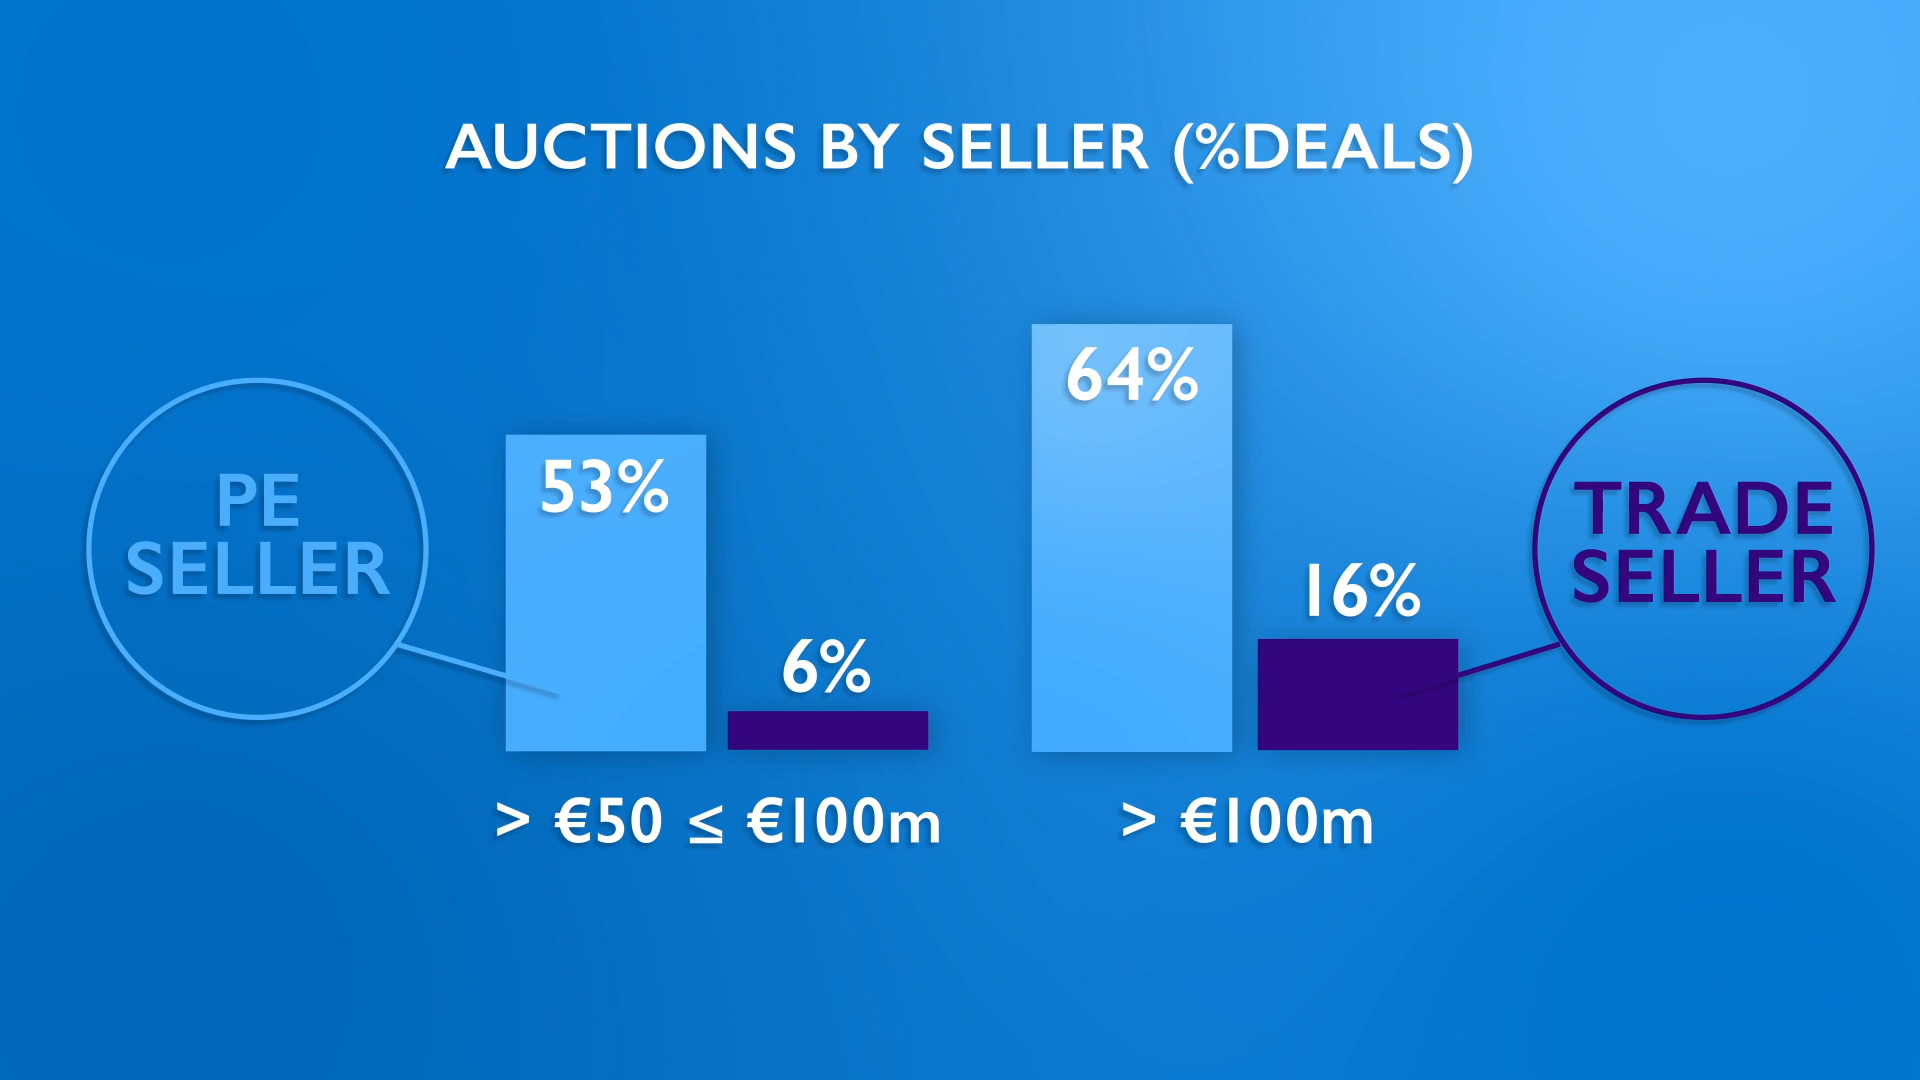 AUCTIONS BY SELLER (%DEALS)
PE
SELLER
53%
6%
64%
16%
TRADE
SELLER
> €50 ≤ €100m
> €100m